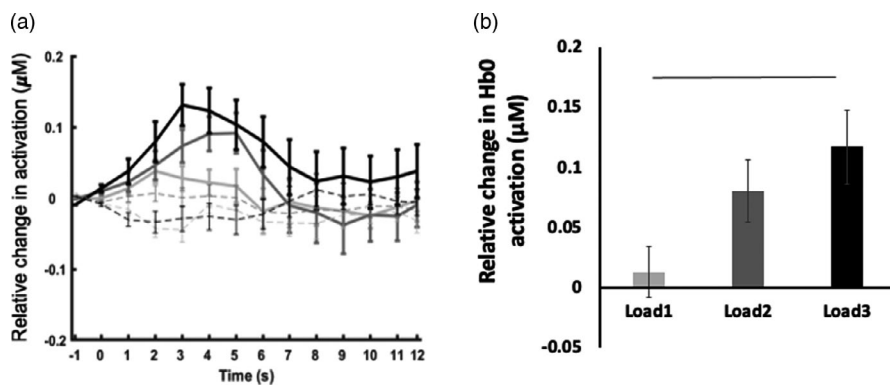 (a)
(b)
Relative change in activation (μM)
0.2
0.1
0
-0.1
-0.2
-1 0 1 2 3 4 5 6 7 8 9 10 11 12
Time (s)
Relative change in Hb0
activation (μM)
0.2
0.15
0.1
0.05
0
-0.05
Load1 Load2 Load3